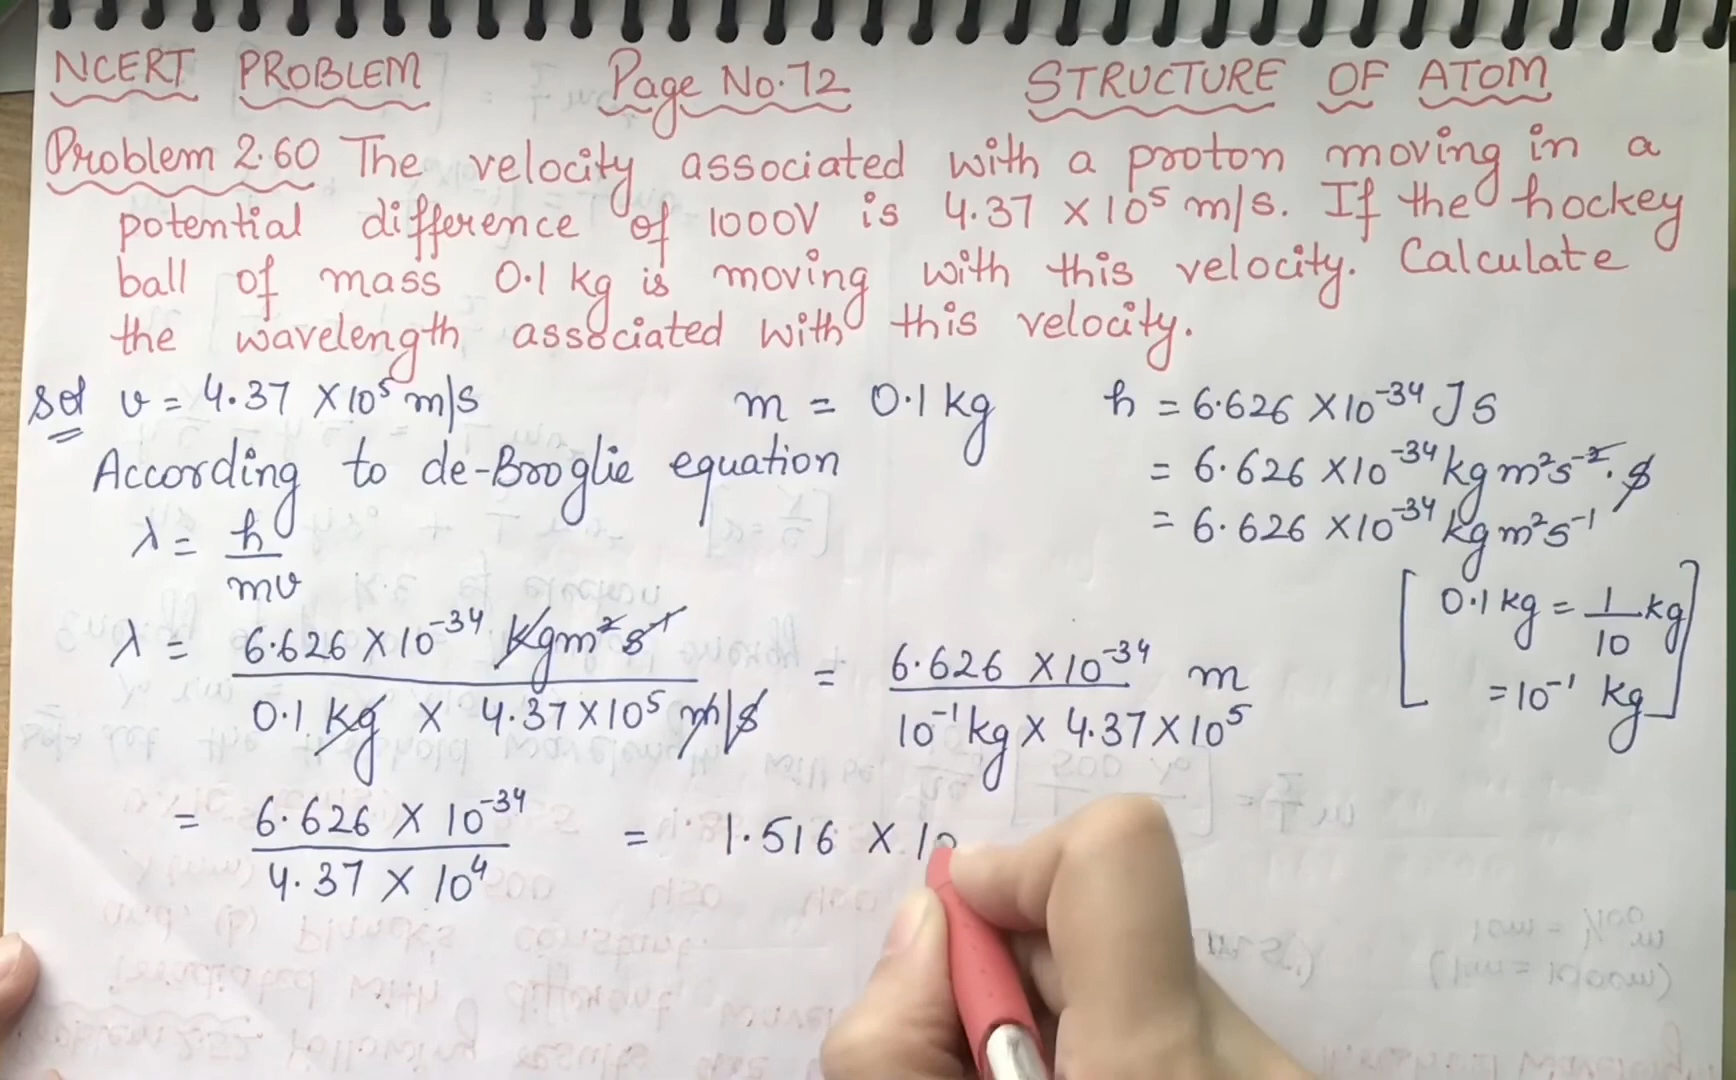 NCERT PROBLEM Page No.72 STRUCTURE OF ATOM
Problem 2.60 The velocity associated with a proton moving in a
potential difference of 1000V is 4.37 × 10⁵ m/s. If the hockey
ball of mass 0.1 kg is moving with this velocity. Calculate
the wavelength associated with this velocity.
Sol v = 4.37 × 10⁵ m/s m = 0.1 kg h = 6.626 × 10⁻³⁴ JS
According to de-Broglie equation = 6.626 × 10⁻³⁴ kg m² s⁻² . s
= 6.626 × 10⁻³⁴ kg m² s⁻¹
λ = h / mv
[0.1 kg = 1/10 kg
= 10⁻¹ kg]
λ = 6.626 × 10⁻³⁴ kg m² s⁻¹ / 0.1 kg × 4.37 × 10⁵ m/s = 6.626 × 10⁻³⁴ / 10⁻¹ kg × 4.37 × 10⁵ m
= 6.626 × 10⁻³⁴ / 4.37 × 10⁴ = 1.516 × 10